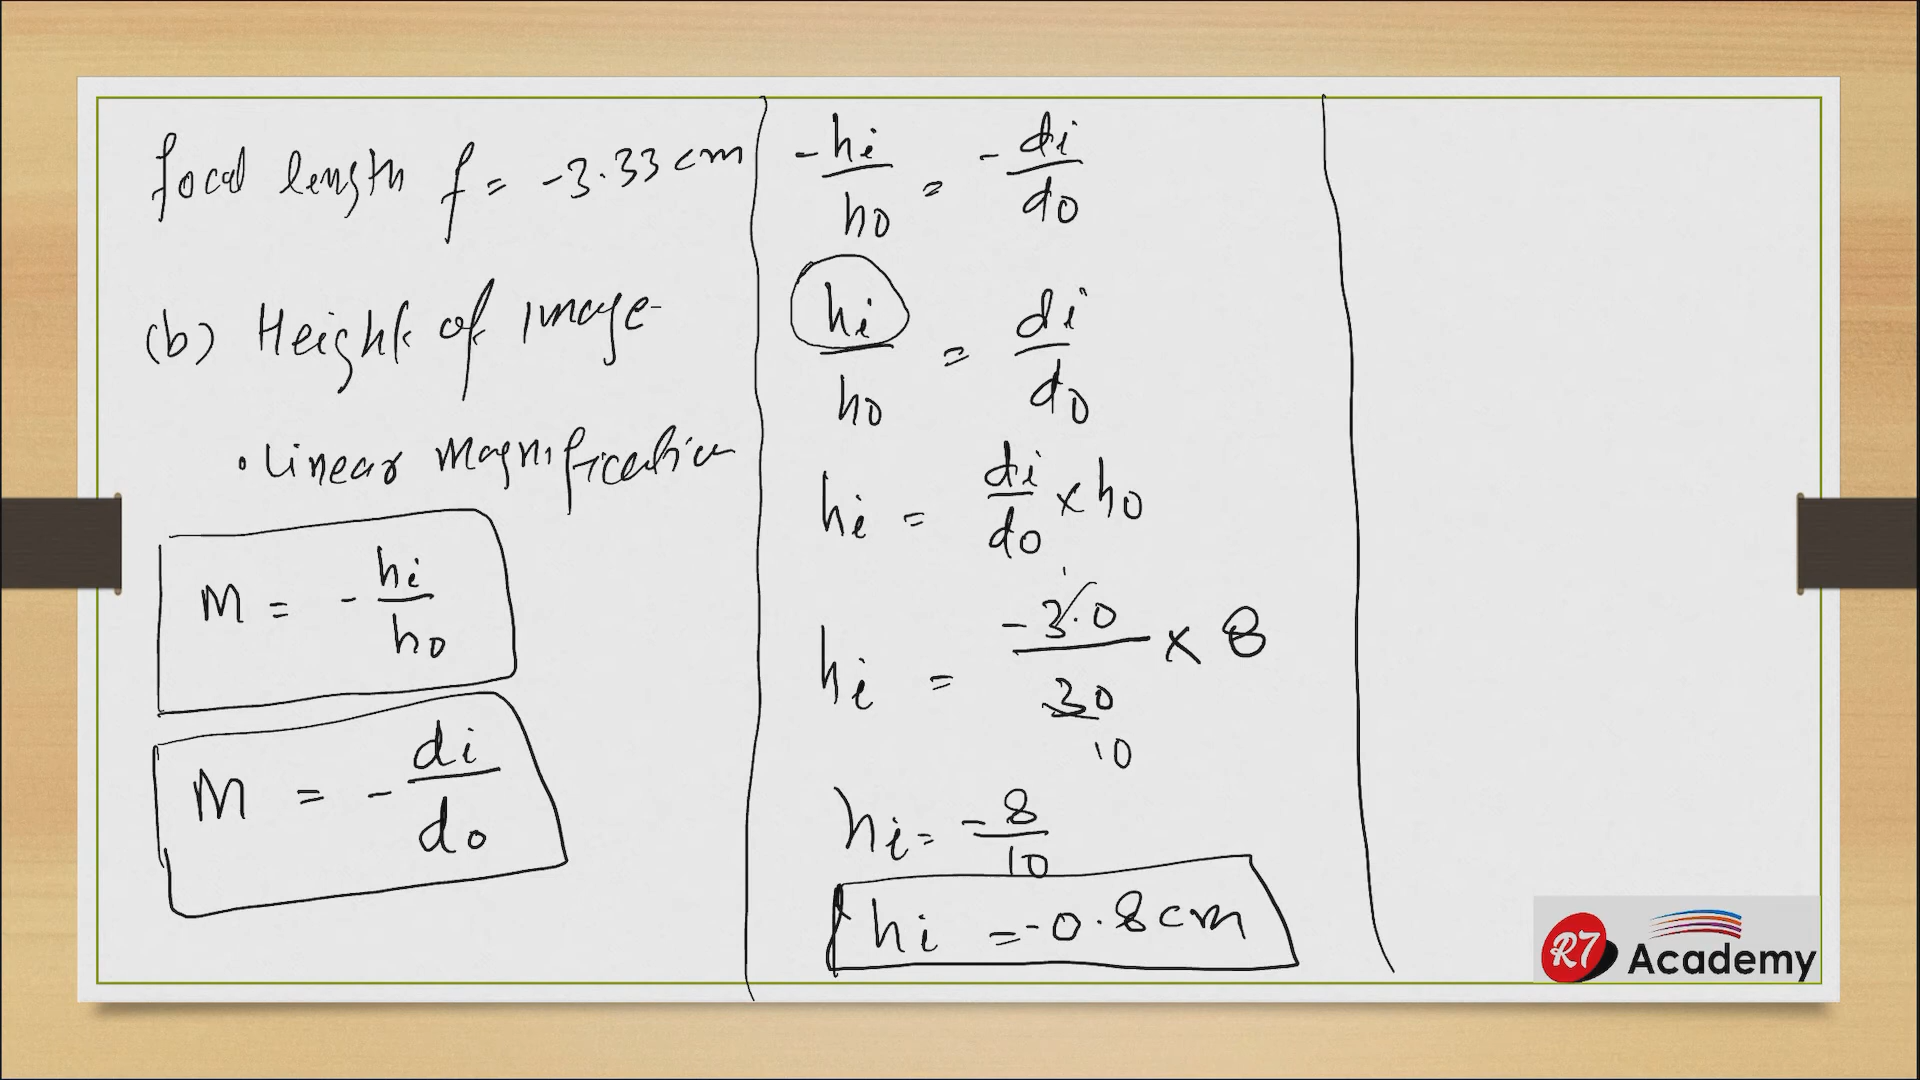 focal length f = -3.33 cm
(b) Height of image
• Linear Magnification
M = - hi / ho
M = - di / do
- hi / ho = - di / do
hi / ho = di / do
hi = di / do × ho
hi = -3.0 / 30 × 8
10
hi = - 8 / 10
hi = -0.8 cm
R7 Academy